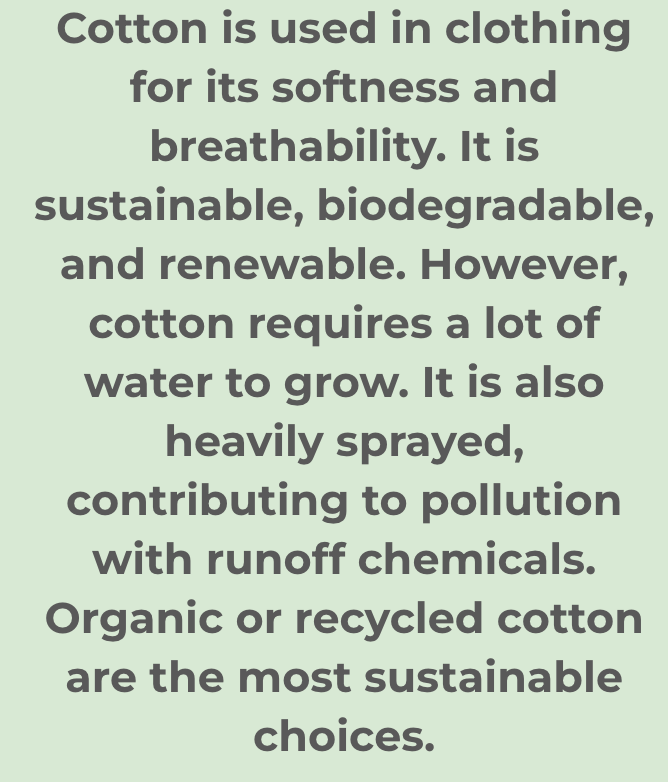 Cotton is used in clothing
for its softness and
breathability. It is
sustainable, biodegradable,
and renewable. However,
cotton requires a lot of
water to grow. It is also
heavily sprayed,
contributing to pollution
with runoff chemicals.
Organic or recycled cotton
are the most sustainable
choices.